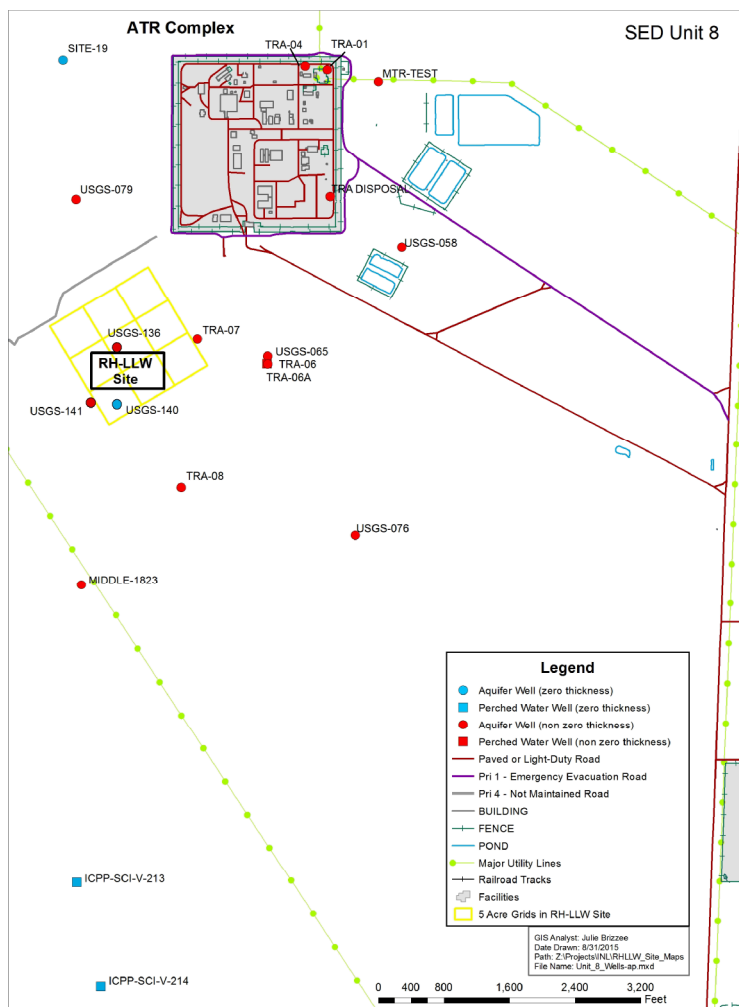 ATR Complex
SED Unit 8
SITE-19
TRA-04
TRA-01
MTR-TEST
USGS-079
TRA DISPOSAL
USGS-058
USGS-136
TRA-07
RH-LLW
Site
USGS-065
TRA-06
TRA-06A
USGS-141
USGS-140
TRA-08
USGS-076
MIDDLE-1823
ICPP-SCI-V-213
ICPP-SCI-V-214
Legend
Aquifer Well (zero thickness)
Perched Water Well (zero thickness)
Aquifer Well (non zero thickness)
Perched Water Well (non zero thickness)
Paved or Light-Duty Road
Pri 1 - Emergency Evacuation Road
Pri 4 - Not Maintained Road
BUILDING
FENCE
POND
Major Utility Lines
Railroad Tracks
Facilities
5 Acre Grids in RH-LLW Site
GIS Analyst: Julie Brizzee
Date Drawn: 8/31/2015
Path: Z:\Projects\INL\RHLLW_Site_Maps
File Name: Unit_8_Wells-ap.mxd
0 800 1,600 2,400 3,200
Feet